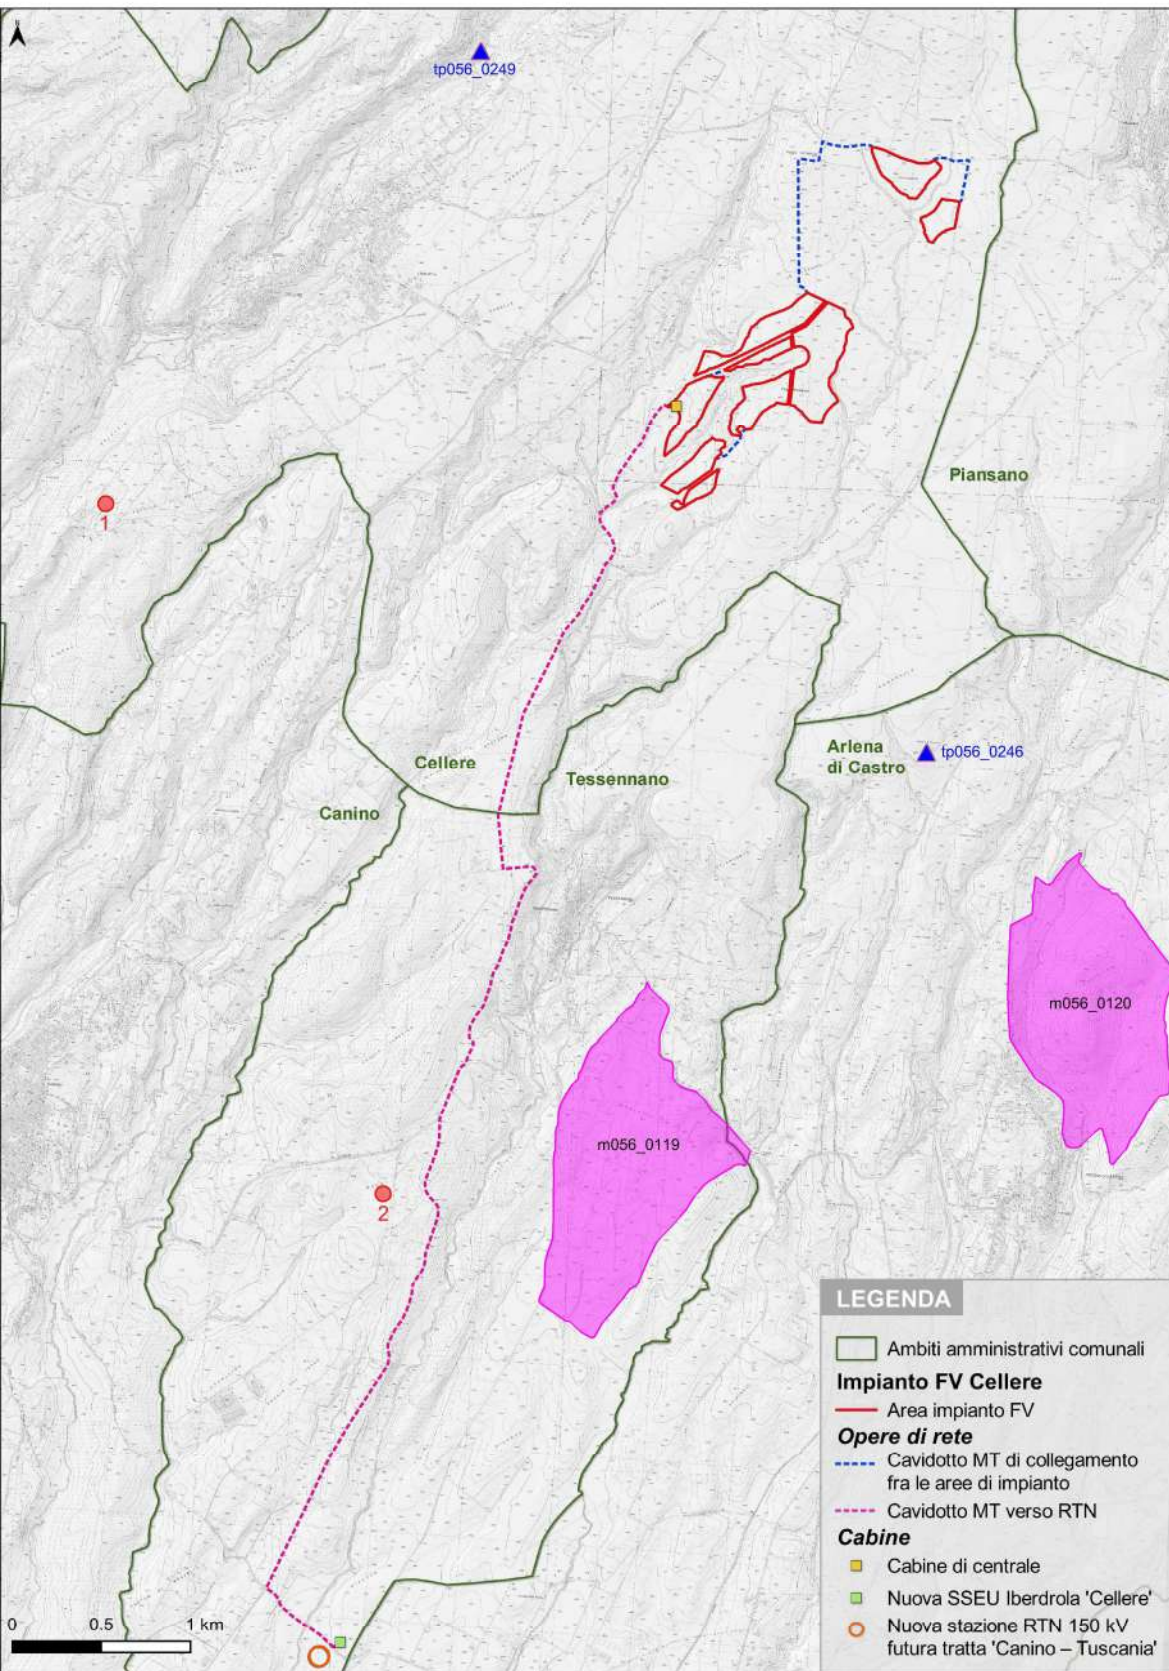 N
tp056_0249
1
Piansano
Cellere
Tessennano
Arlena
di Castro
tp056_0246
Canino
m056_0120
m056_0119
2
LEGENDA
Ambiti amministrativi comunali
Impianto FV Cellere
Area impianto FV
Opere di rete
Cavidotto MT di collegamento
fra le aree di impianto
Cavidotto MT verso RTN
Cabine
Cabine di centrale
Nuova SSEU Iberdrola 'Cellere'
Nuova stazione RTN 150 kV
futura tratta 'Canino – Tuscania'
0 0.5 1 km